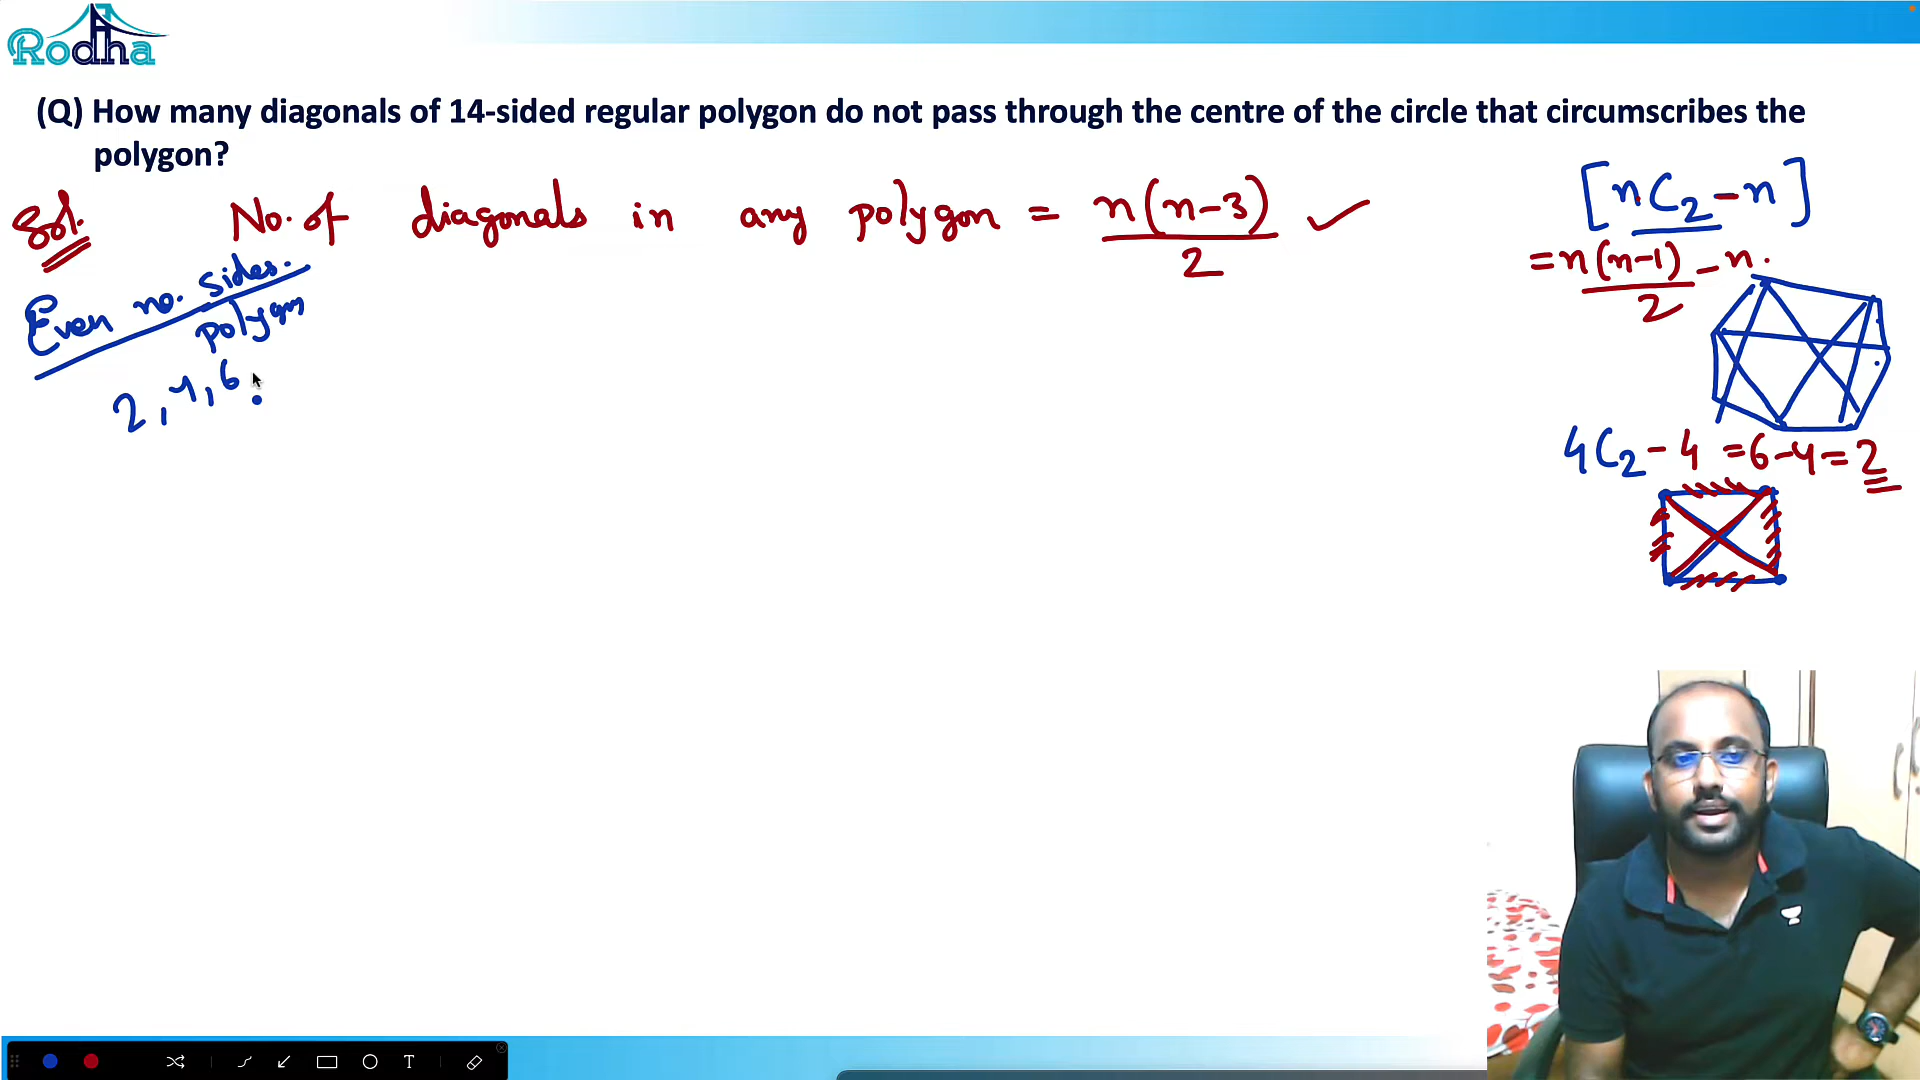 Rodha
(Q) How many diagonals of 14-sided regular polygon do not pass through the centre of the circle that circumscribes the
polygon?
Sol. No. of diagonals in any polygon = n(n-3)/2 ✓
[nC₂-n]
= n(n-1)/2 - n.
Even no. sides.
polygon
2, 4, 6,
4C₂ - 4 = 6-4 = 2
T